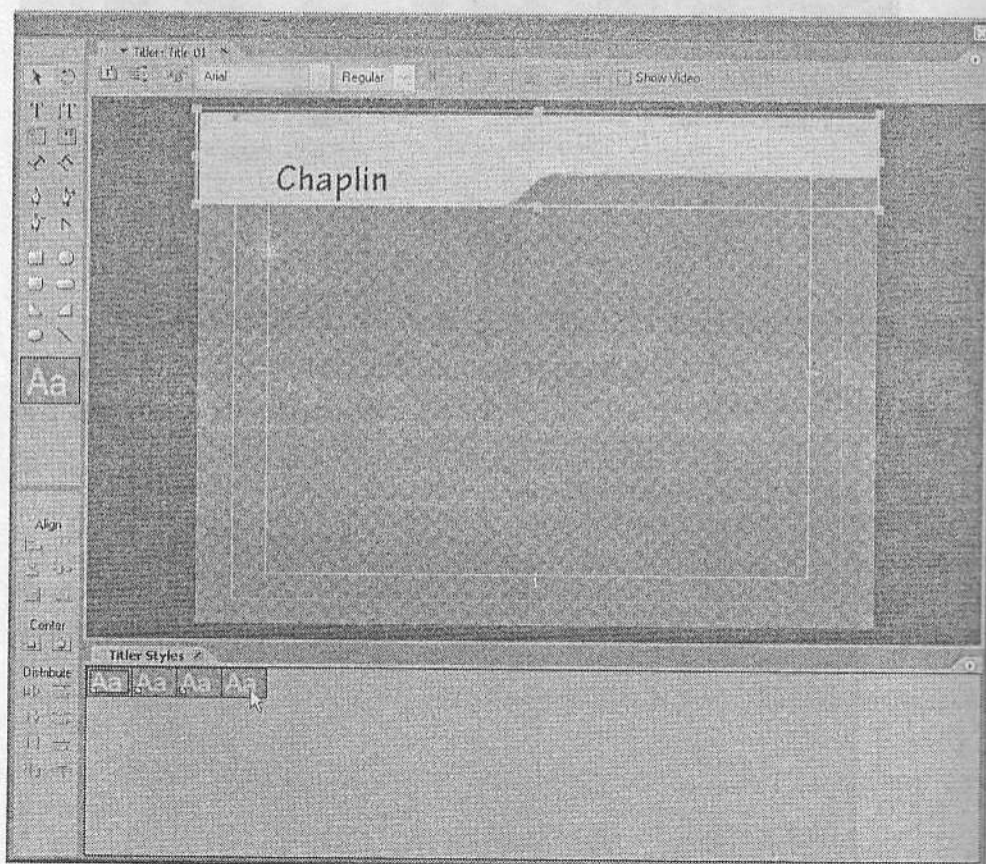 Titler: Title 01 ×
Arial
Regular
Show Video
Chaplin
Aa
Align
Center
Distribute
Titler Styles ×
Aa Aa Aa Aa